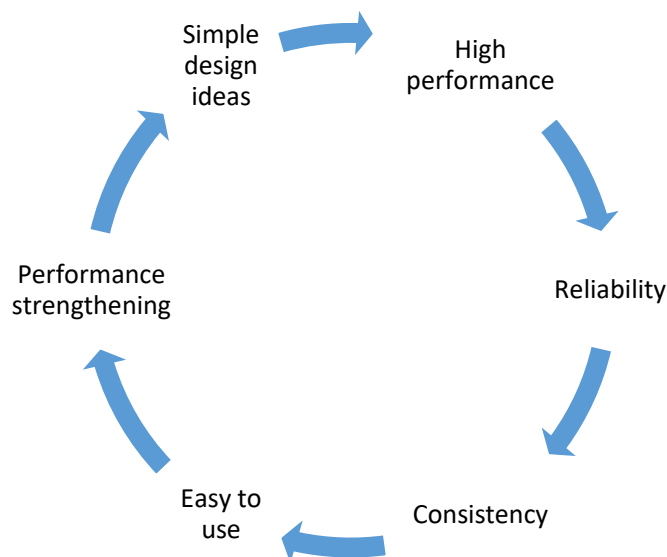 Simple
design
ideas
High
performance
Reliability
Consistency
Easy to
use
Performance
strengthening